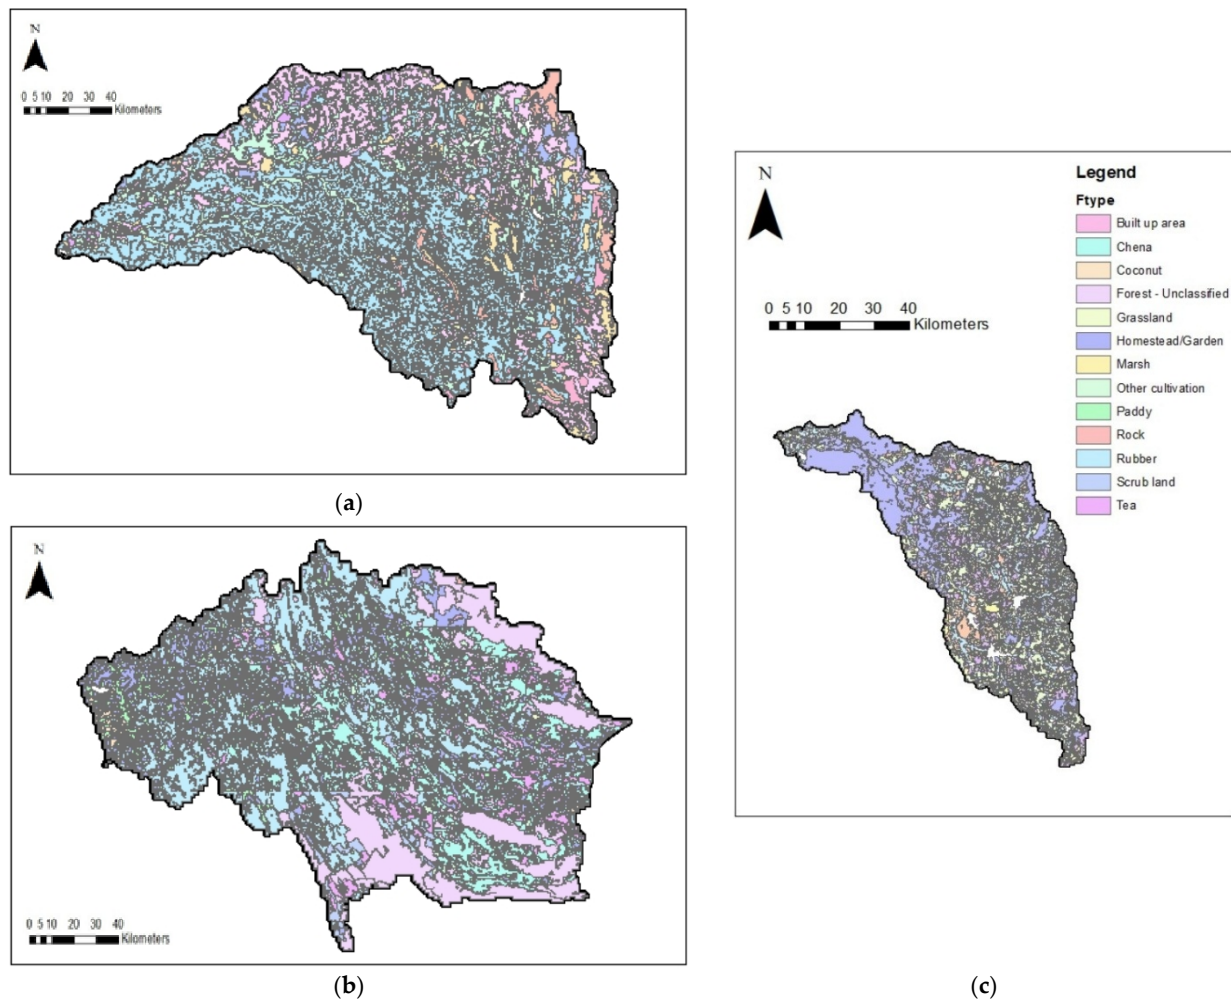 N
0 5 10 20 30 40
Kilometers
(a)
N
0 5 10 20 30 40
Kilometers
(b)
N
0 5 10 20 30 40
Kilometers
Legend
Ftype
Built up area
Chena
Coconut
Forest - Unclassified
Grassland
Homestead/Garden
Marsh
Other cultivation
Paddy
Rock
Rubber
Scrub land
Tea
(c)